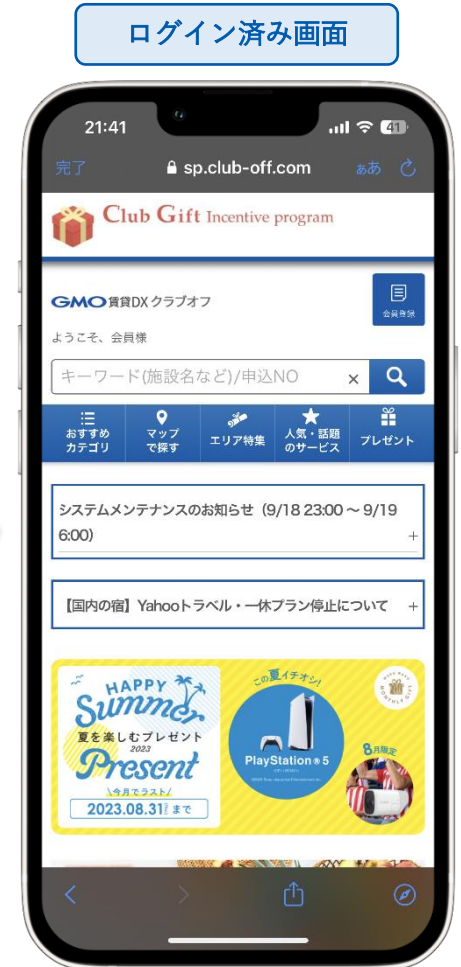 ログイン済み画面
21:41
41
完了
sp.club-off.com
ああ
Club Gift Incentive program
GMO賃貸DX クラブオフ
会員登録
ようこそ、会員様
キーワード(施設名など)/申込NO
×
おすすめ
カテゴリ
マップ
で探す
エリア特集
人気・話題
のサービス
プレゼント
システムメンテナンスのお知らせ（9/18 23:00 ～ 9/19
6:00）
+
【国内の宿】Yahooトラベル・一休プラン停止について
+
HAPPY
Summer
夏を楽しむプレゼント
2023
Present
\今月でラスト/
2023.08.31まで
この夏イチオシ!
PlayStation®5
MONTHLY
8月限定